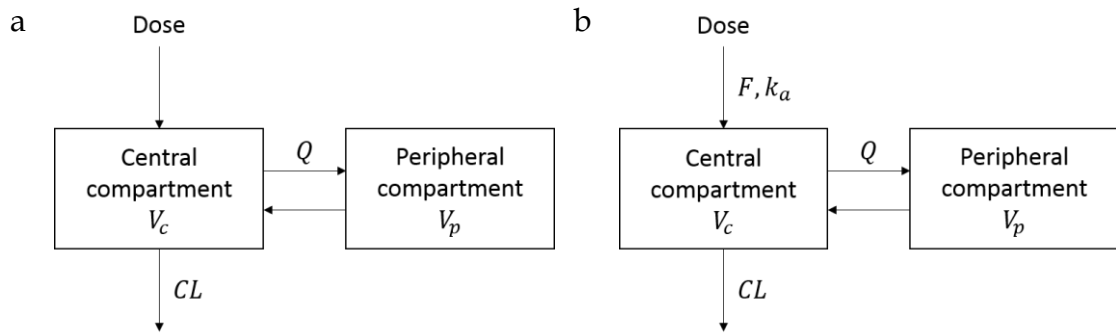 a
Dose
Central
compartment
V_c
Q
Peripheral
compartment
V_p
CL
b
Dose
F, k_a
Central
compartment
V_c
Q
Peripheral
compartment
V_p
CL